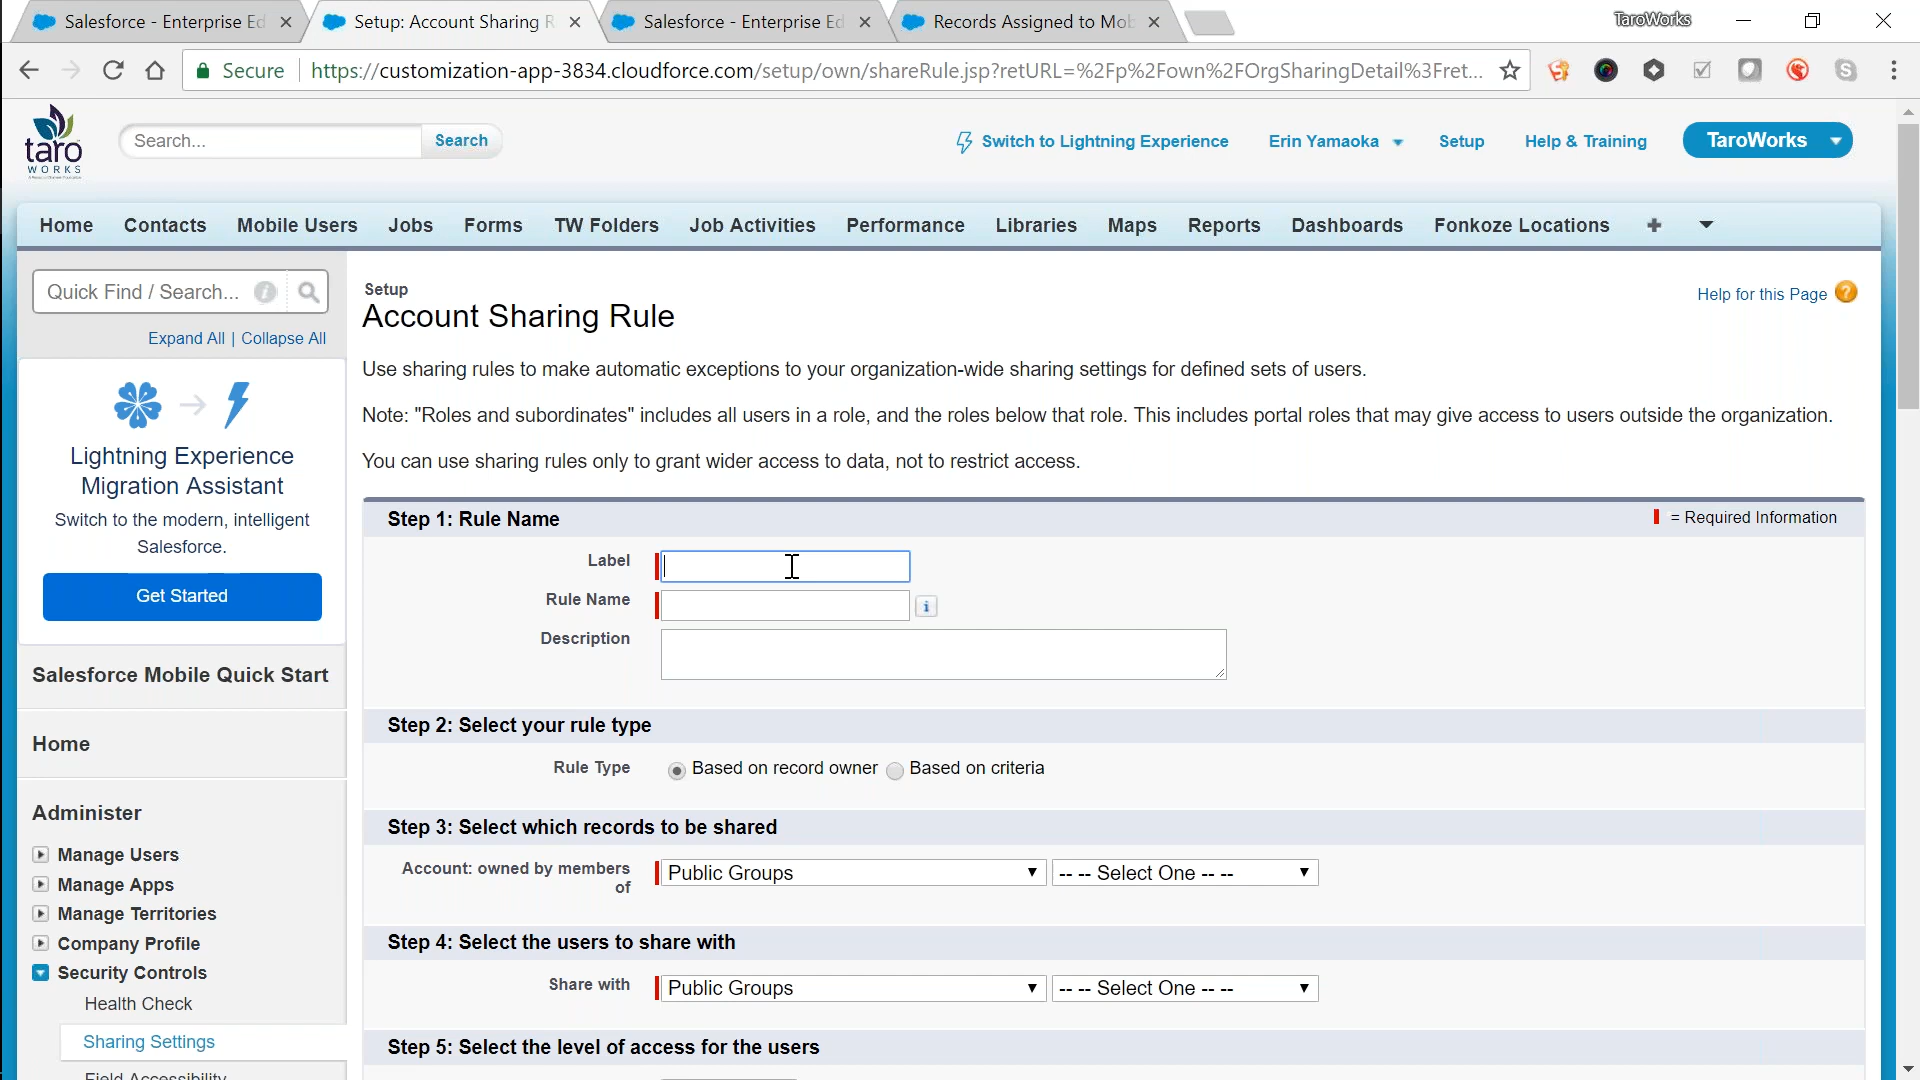 Salesforce - Enterprise Ed
Setup: Account Sharing R
Salesforce - Enterprise Ed
Records Assigned to Mob
TaroWorks
Secure
https://customization-app-3834.cloudforce.com/setup/own/shareRule.jsp?retURL=%2Fp%2Fown%2FOrgSharingDetail%3Fret...
taro
WORKS
Search...
Search
Switch to Lightning Experience
Erin Yamaoka
Setup
Help & Training
TaroWorks
Home
Contacts
Mobile Users
Jobs
Forms
TW Folders
Job Activities
Performance
Libraries
Maps
Reports
Dashboards
Fonkoze Locations
Quick Find / Search...
Expand All | Collapse All
Lightning Experience
Migration Assistant
Switch to the modern, intelligent
Salesforce.
Get Started
Salesforce Mobile Quick Start
Home
Administer
Manage Users
Manage Apps
Manage Territories
Company Profile
Security Controls
Health Check
Sharing Settings
Field Accessibility
Setup
Account Sharing Rule
Help for this Page ?
Use sharing rules to make automatic exceptions to your organization-wide sharing settings for defined sets of users.
Note: "Roles and subordinates" includes all users in a role, and the roles below that role. This includes portal roles that may give access to users outside the organization.
You can use sharing rules only to grant wider access to data, not to restrict access.
Step 1: Rule Name
= Required Information
Label
Rule Name
i
Description
Step 2: Select your rule type
Rule Type
Based on record owner
Based on criteria
Step 3: Select which records to be shared
Account: owned by members
of
Public Groups
-- -- Select One -- --
Step 4: Select the users to share with
Share with
Public Groups
-- -- Select One -- --
Step 5: Select the level of access for the users